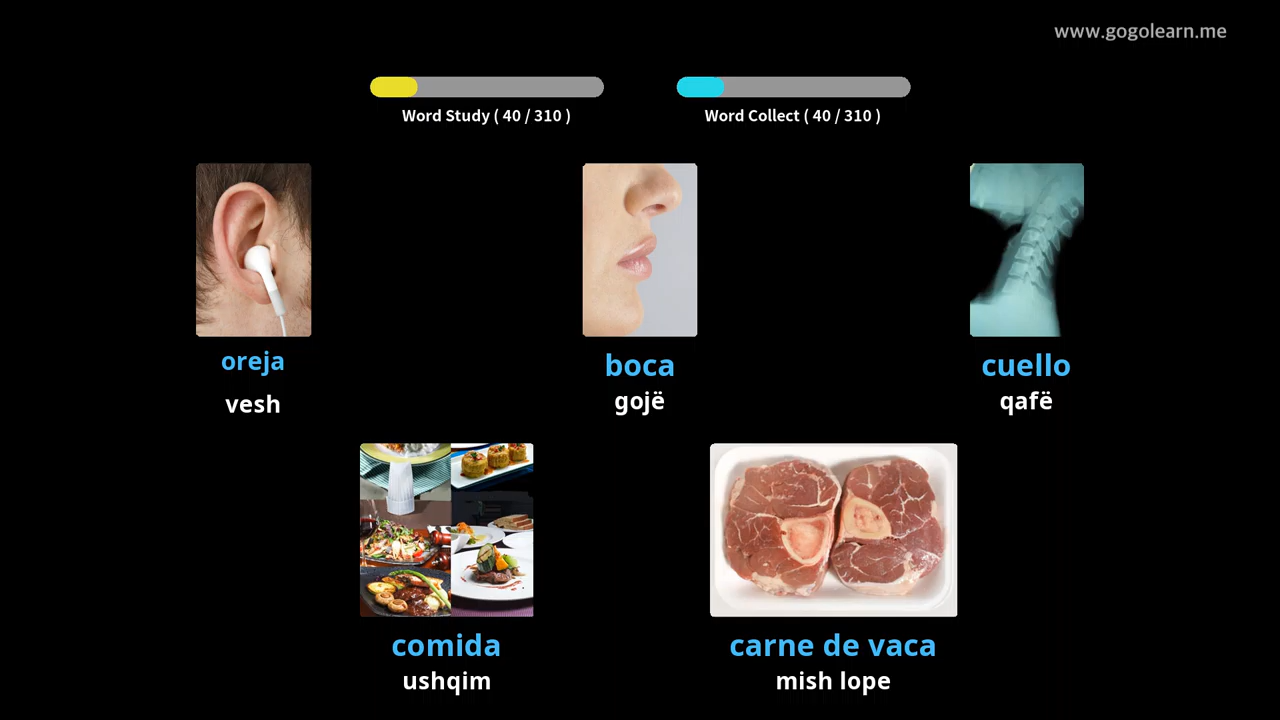 www.gogolearn.me
Word Study ( 40 / 310 )
Word Collect ( 40 / 310 )
oreja
vesh
boca
gojë
cuello
qafë
comida
ushqim
carne de vaca
mish lope